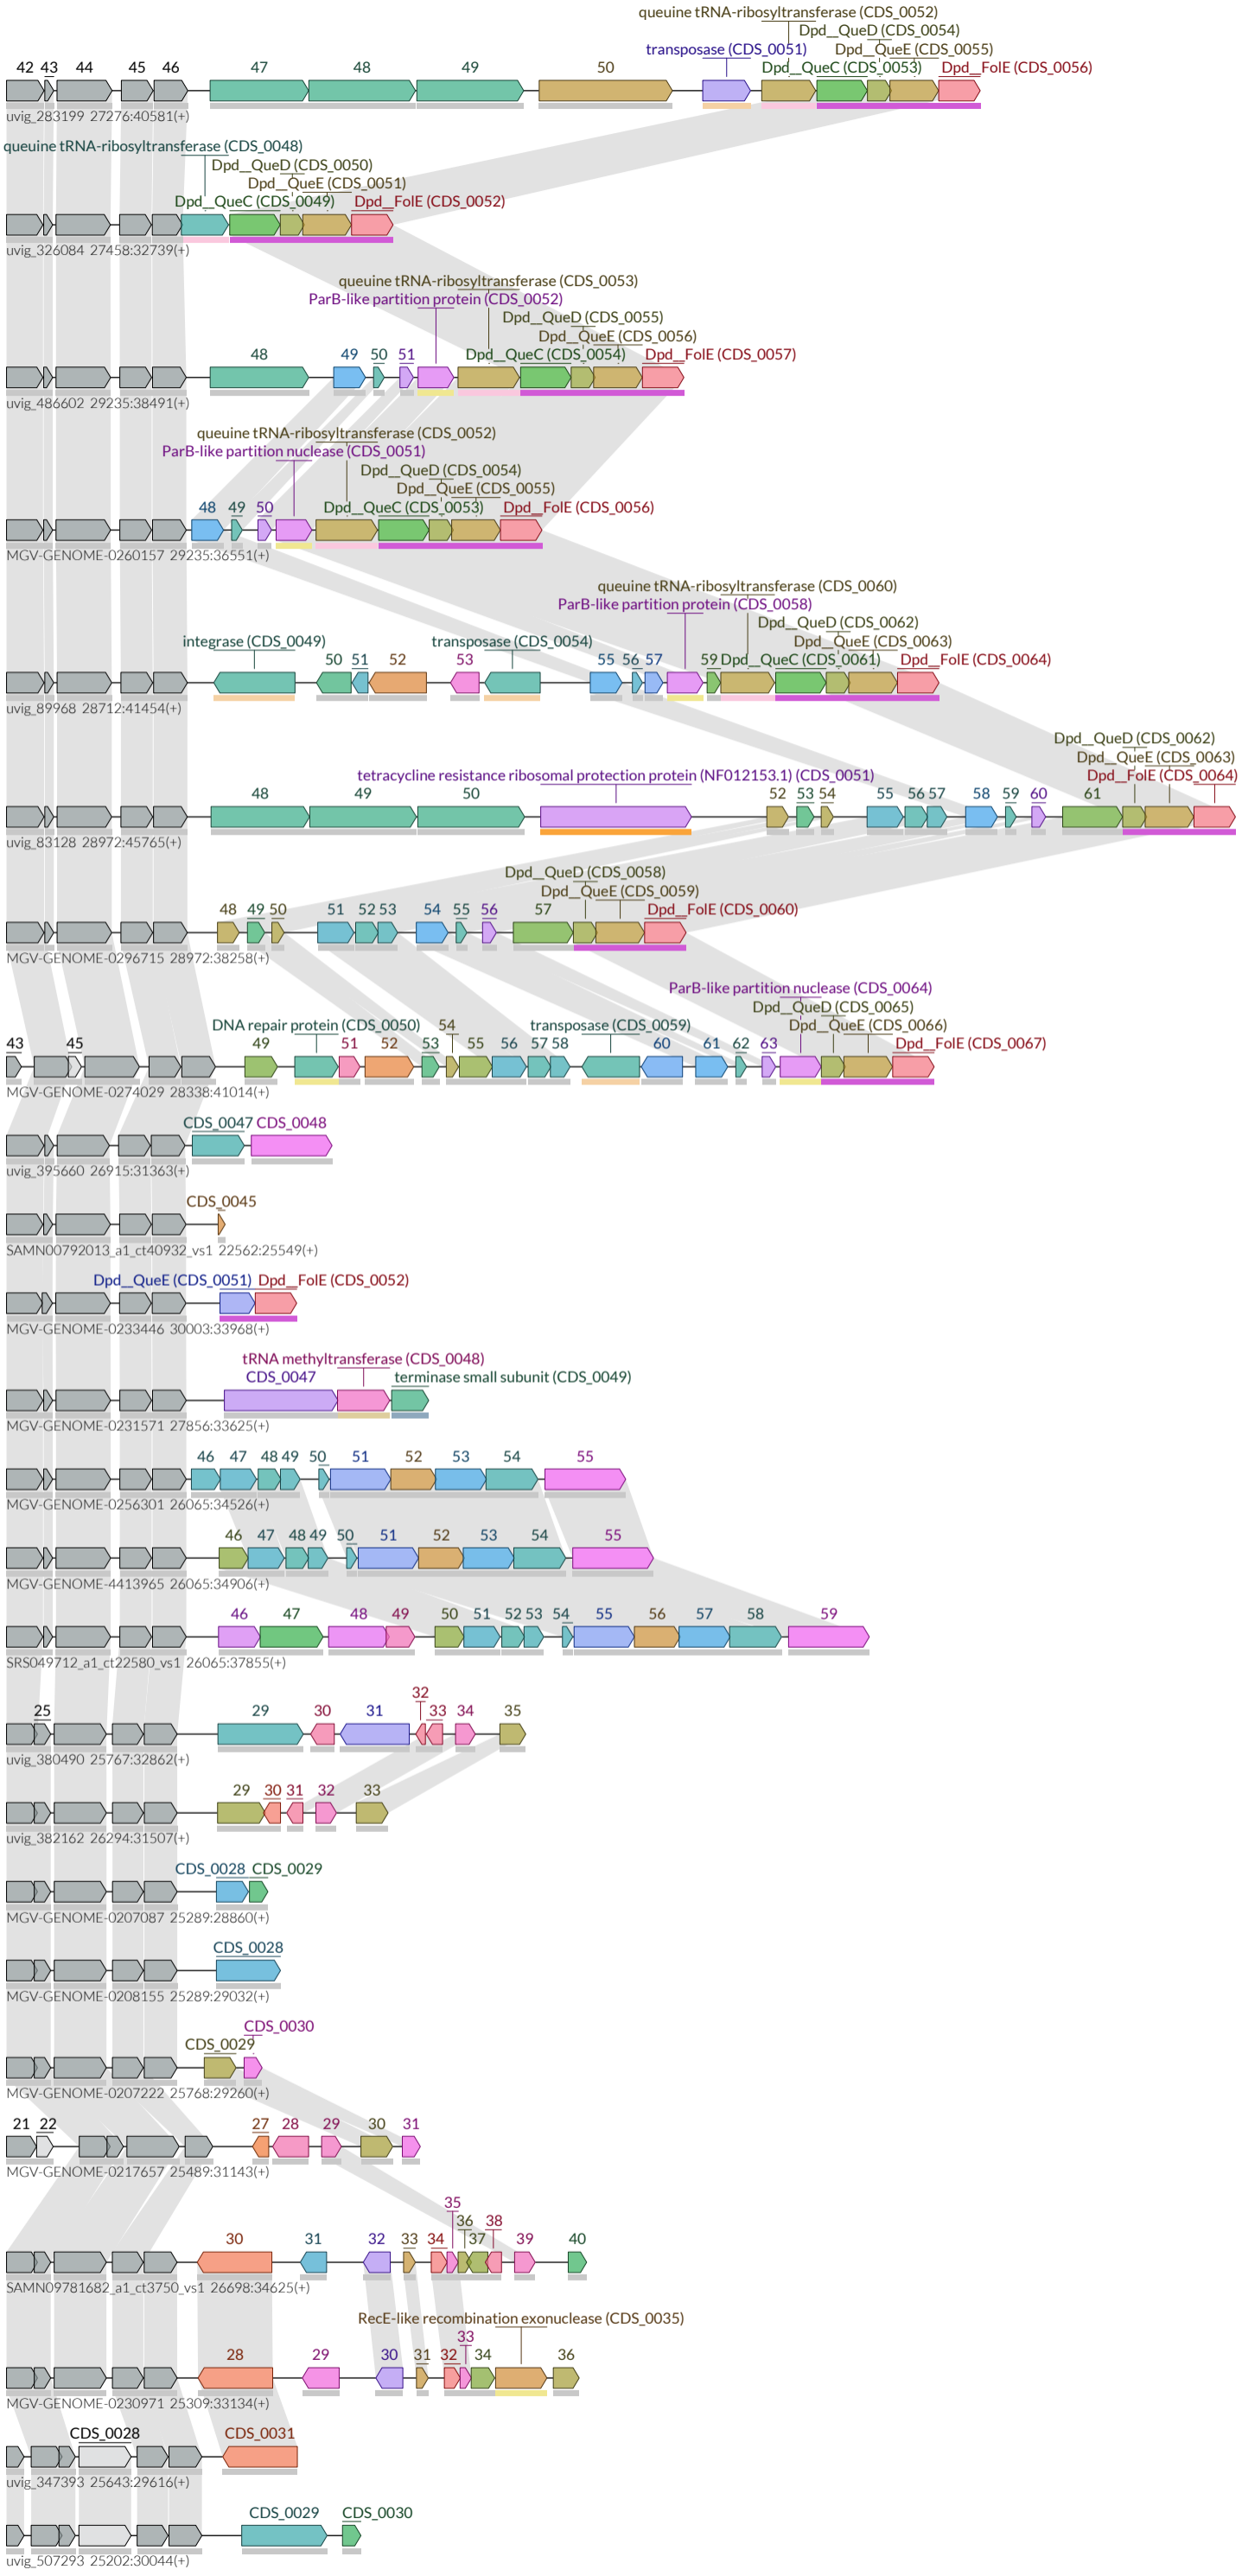 queuine tRNA-ribosyltransferase (CDS_0052)
Dpd__QueD (CDS_0054)
transposase (CDS_0051) Dpd__QueE (CDS_0055)
42 43 44 45 46 47 48 49 50 Dpd__QueC (CDS_0053) Dpd__FolE (CDS_0056)
uvig_283199 27276:40581(+)
queuine tRNA-ribosyltransferase (CDS_0048)
Dpd__QueD (CDS_0050)
Dpd__QueE (CDS_0051)
Dpd__QueC (CDS_0049) Dpd__FolE (CDS_0052)
uvig_326084 27458:32739(+)
queuine tRNA-ribosyltransferase (CDS_0053)
ParB-like partition protein (CDS_0052)
Dpd__QueD (CDS_0055)
Dpd__QueE (CDS_0056)
48 49 50 51 Dpd__QueC (CDS_0054) Dpd__FolE (CDS_0057)
uvig_486602 29235:38491(+)
queuine tRNA-ribosyltransferase (CDS_0052)
ParB-like partition nuclease (CDS_0051)
Dpd__QueD (CDS_0054)
Dpd__QueE (CDS_0055)
48 49 50 Dpd__QueC (CDS_0053) Dpd__FolE (CDS_0056)
MGV-GENOME-0260157 29235:36551(+)
queuine tRNA-ribosyltransferase (CDS_0060)
ParB-like partition protein (CDS_0058)
Dpd__QueD (CDS_0062)
integrase (CDS_0049) transposase (CDS_0054) Dpd__QueE (CDS_0063)
50 51 52 53 55 56 57 59 Dpd__QueC (CDS_0061) Dpd__FolE (CDS_0064)
uvig_89968 28712:41454(+)
Dpd__QueD (CDS_0062)
Dpd__QueE (CDS_0063)
tetracycline resistance ribosomal protection protein (NF012153.1) (CDS_0051) Dpd__FolE (CDS_0064)
48 49 50 52 53 54 55 56 57 58 59 60 61
uvig_83128 28972:45765(+)
Dpd__QueD (CDS_0058)
Dpd__QueE (CDS_0059)
48 49 50 51 52 53 54 55 56 57 Dpd__FolE (CDS_0060)
MGV-GENOME-0296715 28972:38258(+)
ParB-like partition nuclease (CDS_0064)
Dpd__QueD (CDS_0065)
DNA repair protein (CDS_0050) 54 transposase (CDS_0059) Dpd__QueE (CDS_0066)
43 45 49 51 52 53 55 56 57 58 60 61 62 63 Dpd__FolE (CDS_0067)
MGV-GENOME-0274029 28338:41014(+)
CDS_0047 CDS_0048
uvig_395660 26915:31363(+)
CDS_0045
SAMN00792013_a1_ct40932_vs1 22562:25549(+)
Dpd__QueE (CDS_0051) Dpd__FolE (CDS_0052)
MGV-GENOME-0233446 30003:33968(+)
tRNA methyltransferase (CDS_0048)
CDS_0047 terminase small subunit (CDS_0049)
MGV-GENOME-0231571 27856:33625(+)
46 47 48 49 50 51 52 53 54 55
MGV-GENOME-0256301 26065:34526(+)
46 47 48 49 50 51 52 53 54 55
MGV-GENOME-4413965 26065:34906(+)
46 47 48 49 50 51 52 53 54 55 56 57 58 59
SRS049712_a1_ct22580_vs1 26065:37855(+)
32
25 29 30 31 33 34 35
uvig_380490 25767:32862(+)
29 30 31 32 33
uvig_382162 26294:31507(+)
CDS_0028 CDS_0029
MGV-GENOME-0207087 25289:28860(+)
CDS_0028
MGV-GENOME-0208155 25289:29032(+)
CDS_0030
CDS_0029
MGV-GENOME-0207222 25768:29260(+)
21 22 27 28 29 30 31
MGV-GENOME-0217657 25489:31143(+)
35
36 38
30 31 32 33 34 37 39 40
SAMN09781682_a1_ct3750_vs1 26698:34625(+)
RecE-like recombination exonuclease (CDS_0035)
33
28 29 30 31 32 34 36
MGV-GENOME-0230971 25309:33134(+)
CDS_0028 CDS_0031
uvig_347393 25643:29616(+)
CDS_0029 CDS_0030
uvig_507293 25202:30044(+)